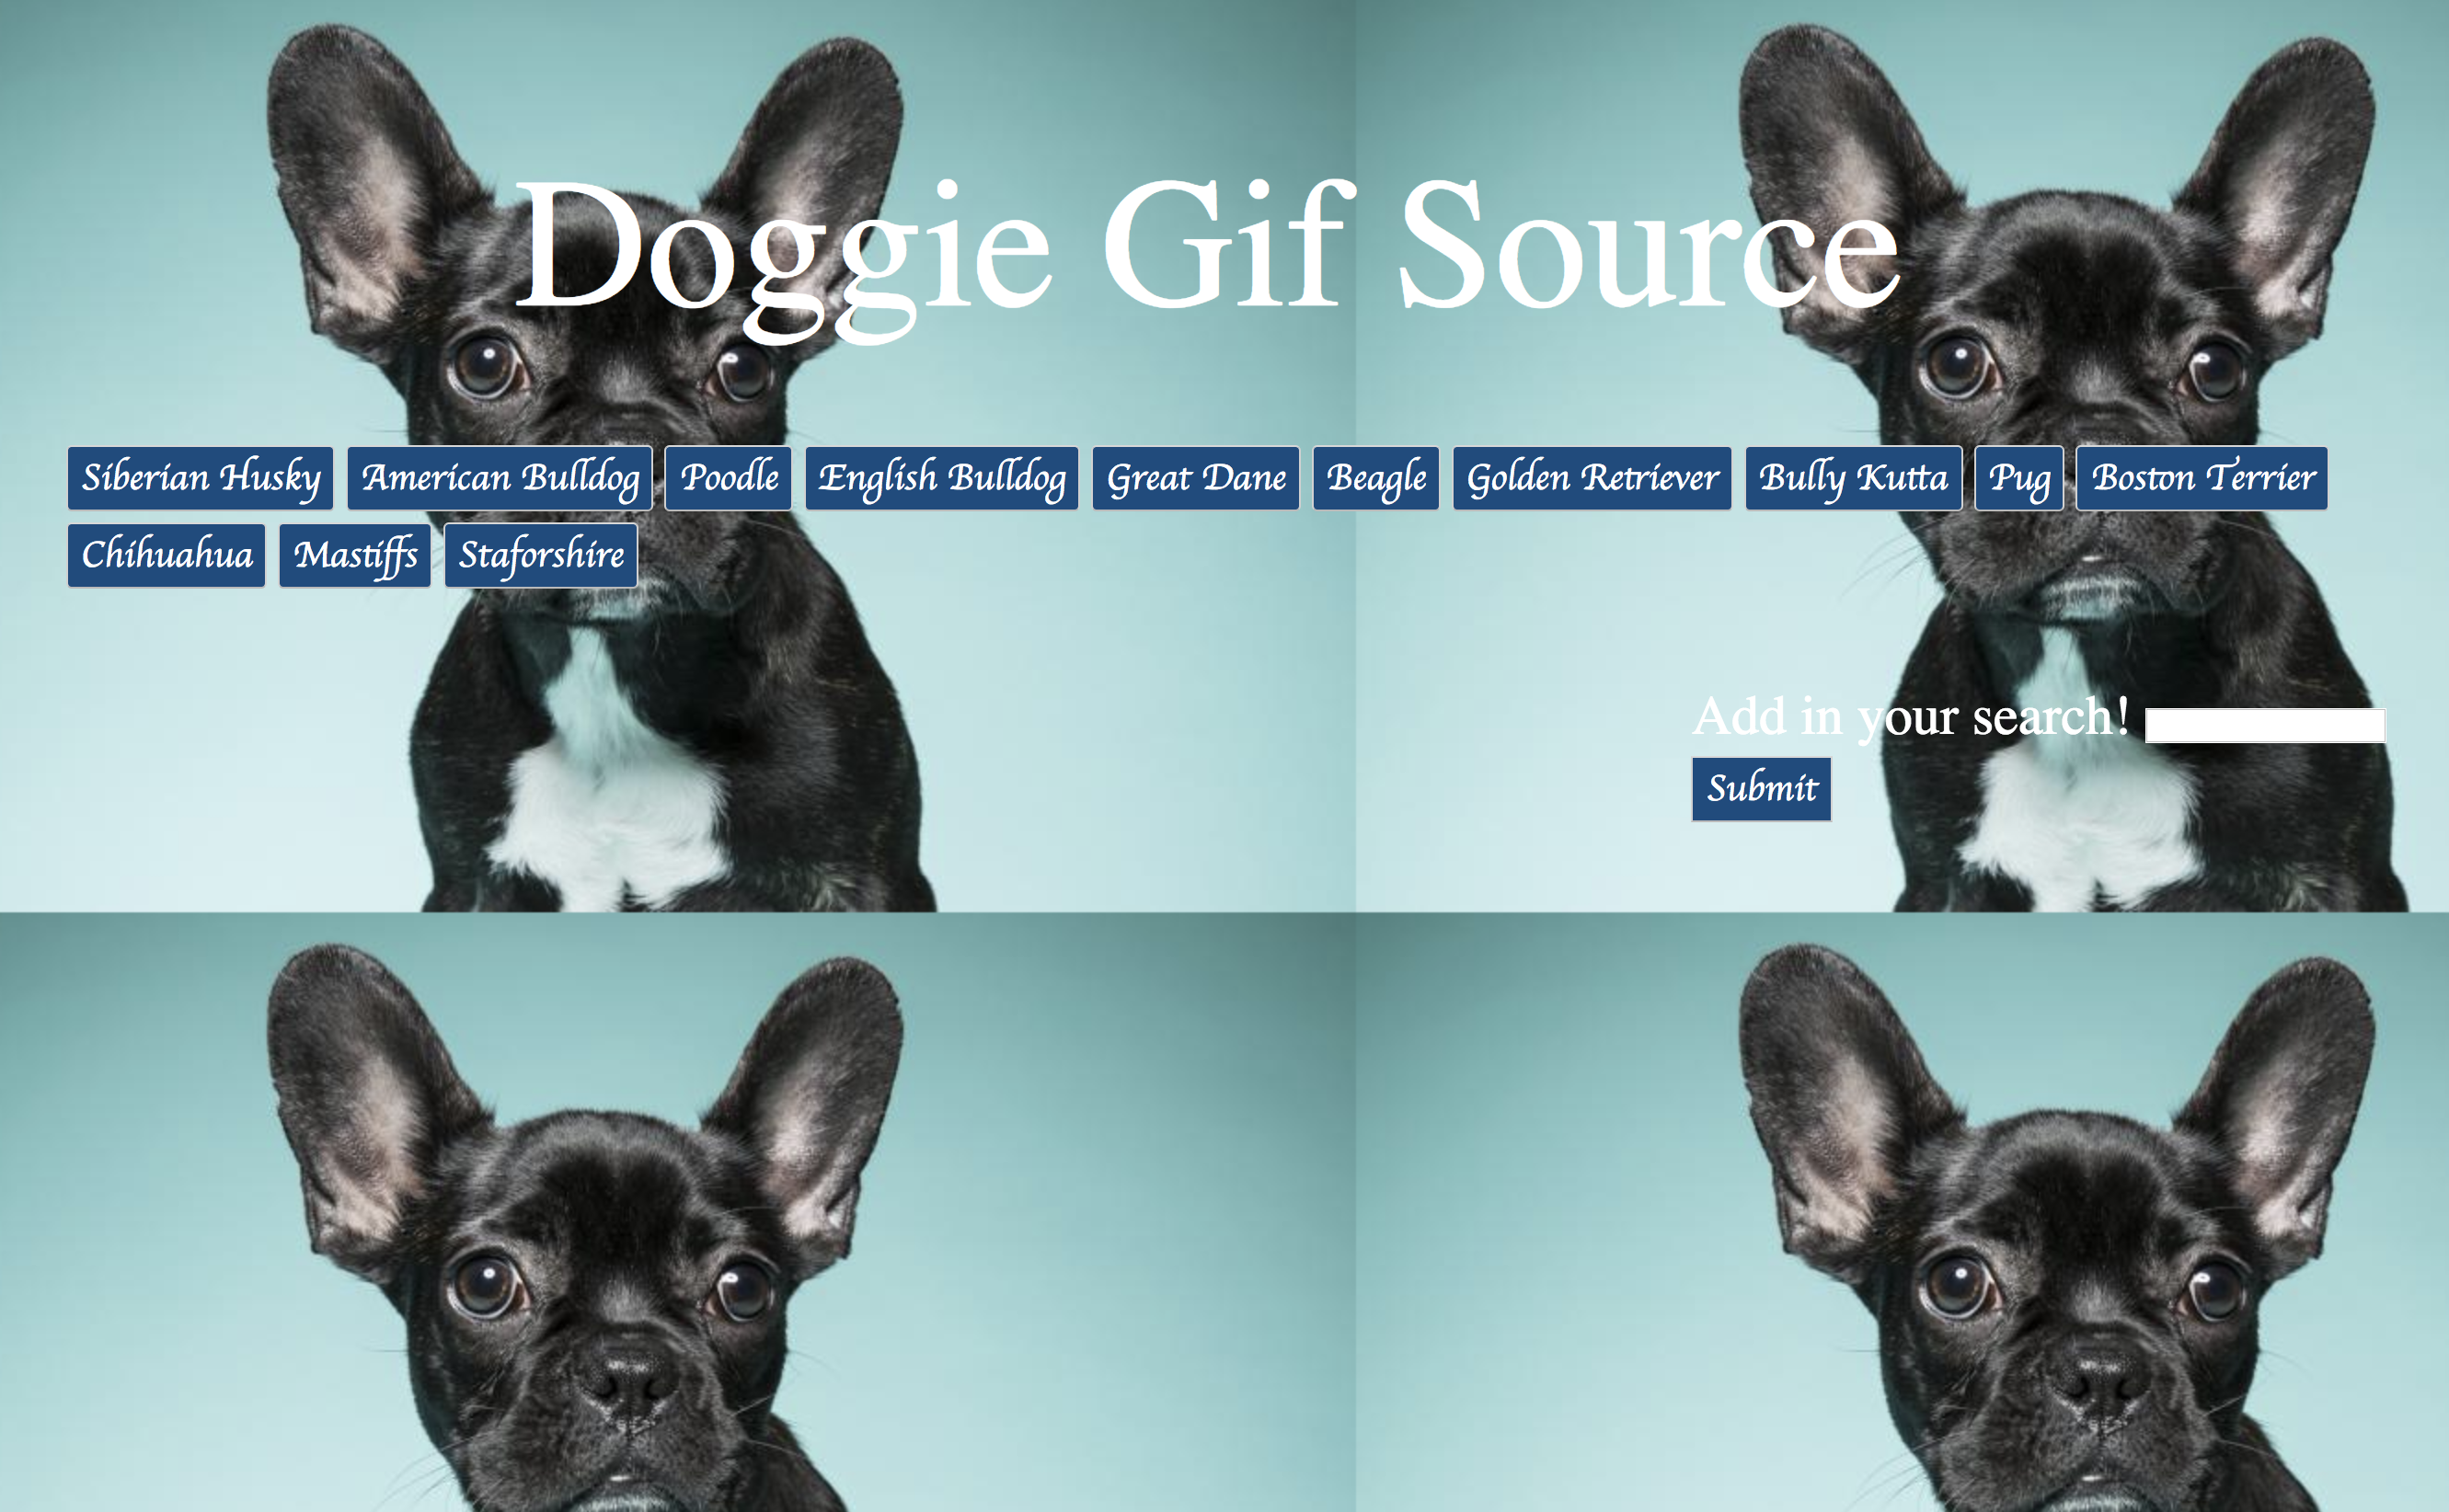 Doggie Gif Source
Siberian Husky American Bulldog Poodle English Bulldog Great Dane Beagle Golden Retriever Bully Kutta Pug Boston Terrier
Chihuahua Mastiffs Staforshire
Add in your search!
Submit